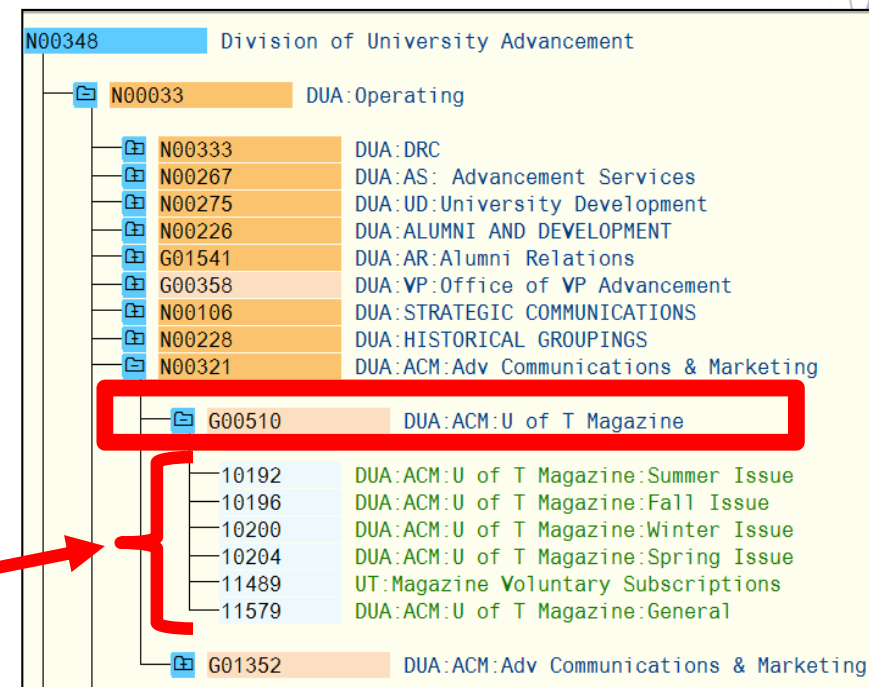 N00348 Division of University Advancement
N00033 DUA:Operating
N00333 DUA:DRC
N00267 DUA:AS: Advancement Services
N00275 DUA:UD:University Development
N00226 DUA:ALUMNI AND DEVELOPMENT
G01541 DUA:AR:Alumni Relations
G00358 DUA:VP:Office of VP Advancement
N00106 DUA:STRATEGIC COMMUNICATIONS
N00228 DUA:HISTORICAL GROUPINGS
N00321 DUA:ACM:Adv Communications & Marketing
G00510 DUA:ACM:U of T Magazine
10192 DUA:ACM:U of T Magazine:Summer Issue
10196 DUA:ACM:U of T Magazine:Fall Issue
10200 DUA:ACM:U of T Magazine:Winter Issue
10204 DUA:ACM:U of T Magazine:Spring Issue
11489 UT:Magazine Voluntary Subscriptions
11579 DUA:ACM:U of T Magazine:General
G01352 DUA:ACM:Adv Communications & Marketing